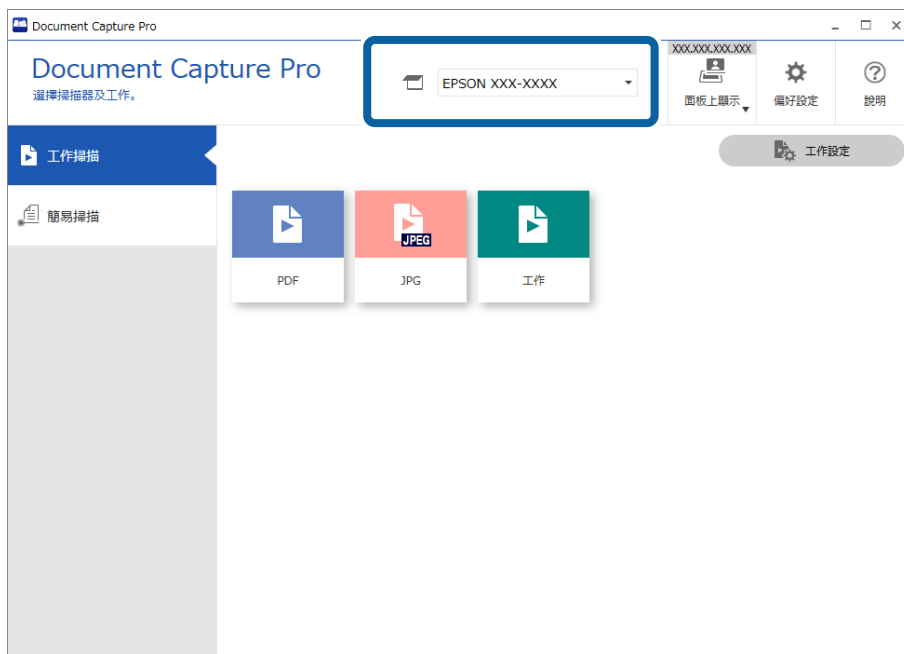 Document Capture Pro
Document Capture Pro
選擇掃描器及工作。
EPSON XXX-XXXX
XXX.XXX.XXX.XXX
面板上顯示
偏好設定
說明
工作掃描
工作設定
簡易掃描
JPEG
PDF
JPG
工作